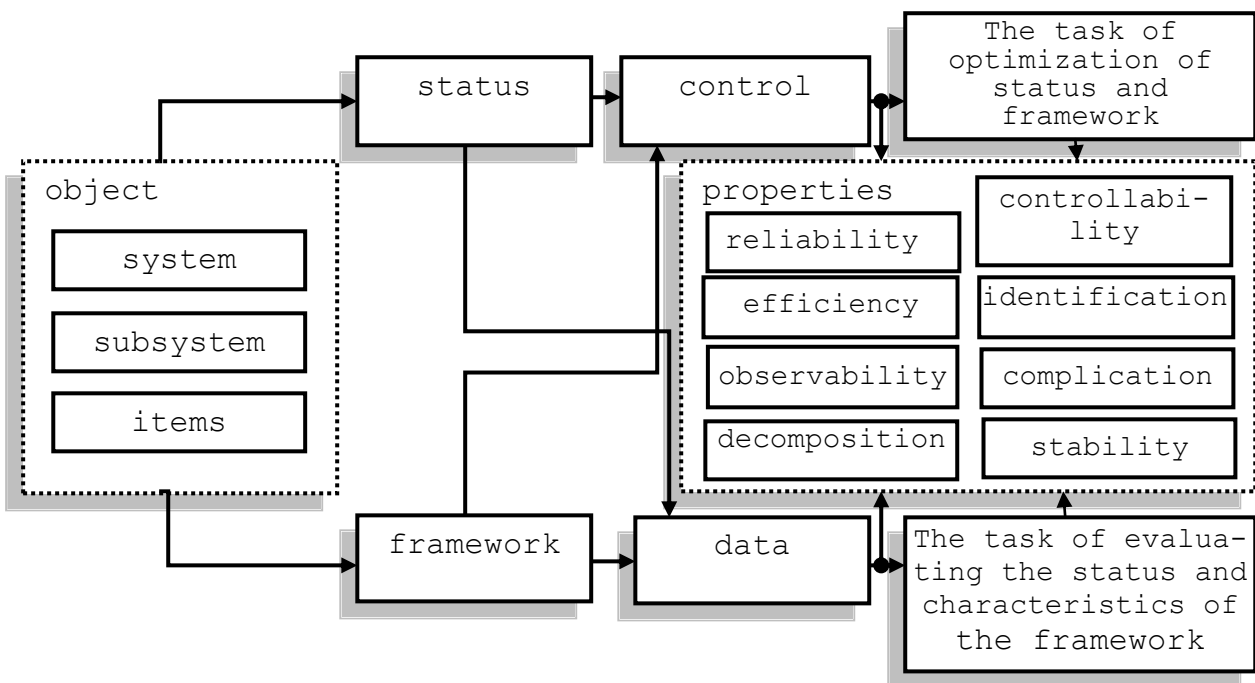 status
control
The task of
optimization of
status and
framework
object
system
subsystem
items
properties
reliability
efficiency
observability
decomposition
controllabi-
lity
identification
complication
stability
framework
data
The task of evalua-
ting the status and
characteristics of
the framework